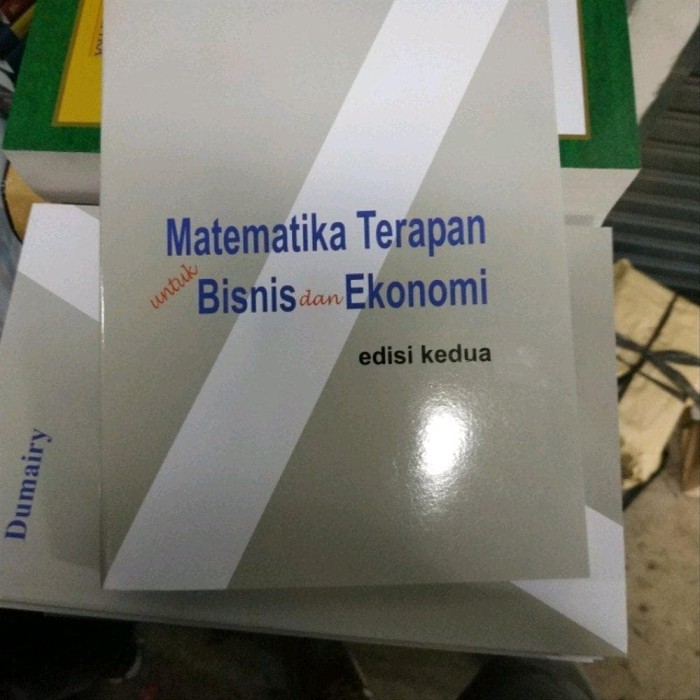 Matematika Terapan
untuk Bisnis dan Ekonomi
edisi kedua
Dumairy